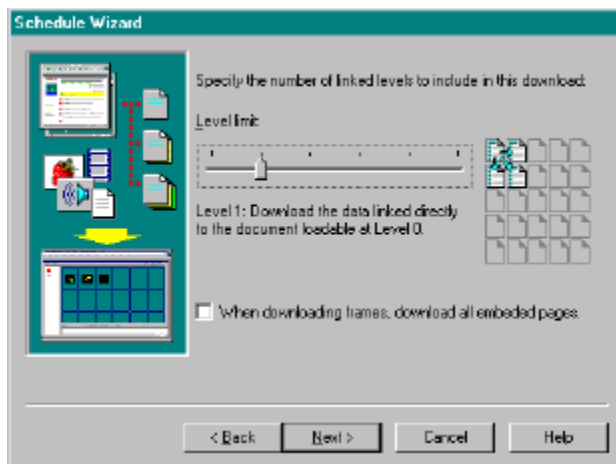 Schedule Wizard
Specify the number of linked levels to include in this download:
Level limit:
Level 1: Download the data linked directly
to the document loadable at Level 0.
When downloading frames, download all embeded pages.
< Back
Next >
Cancel
Help